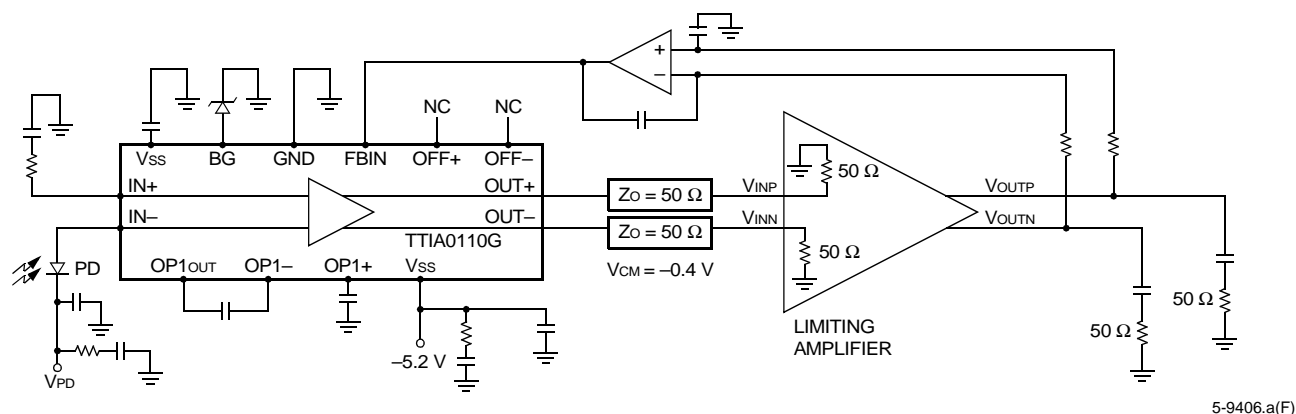 +
−
NC NC
VSS BG GND FBIN OFF+ OFF−
IN+ OUT+
IN− OUT−
TTIA0110G
OP1OUT OP1− OP1+ VSS
ZO = 50 Ω
ZO = 50 Ω
VCM = −0.4 V
VINP
VINN
50 Ω
50 Ω
LIMITING
AMPLIFIER
VOUTP
VOUTN
50 Ω
50 Ω
PD
VPD
−5.2 V
5-9406.a(F)